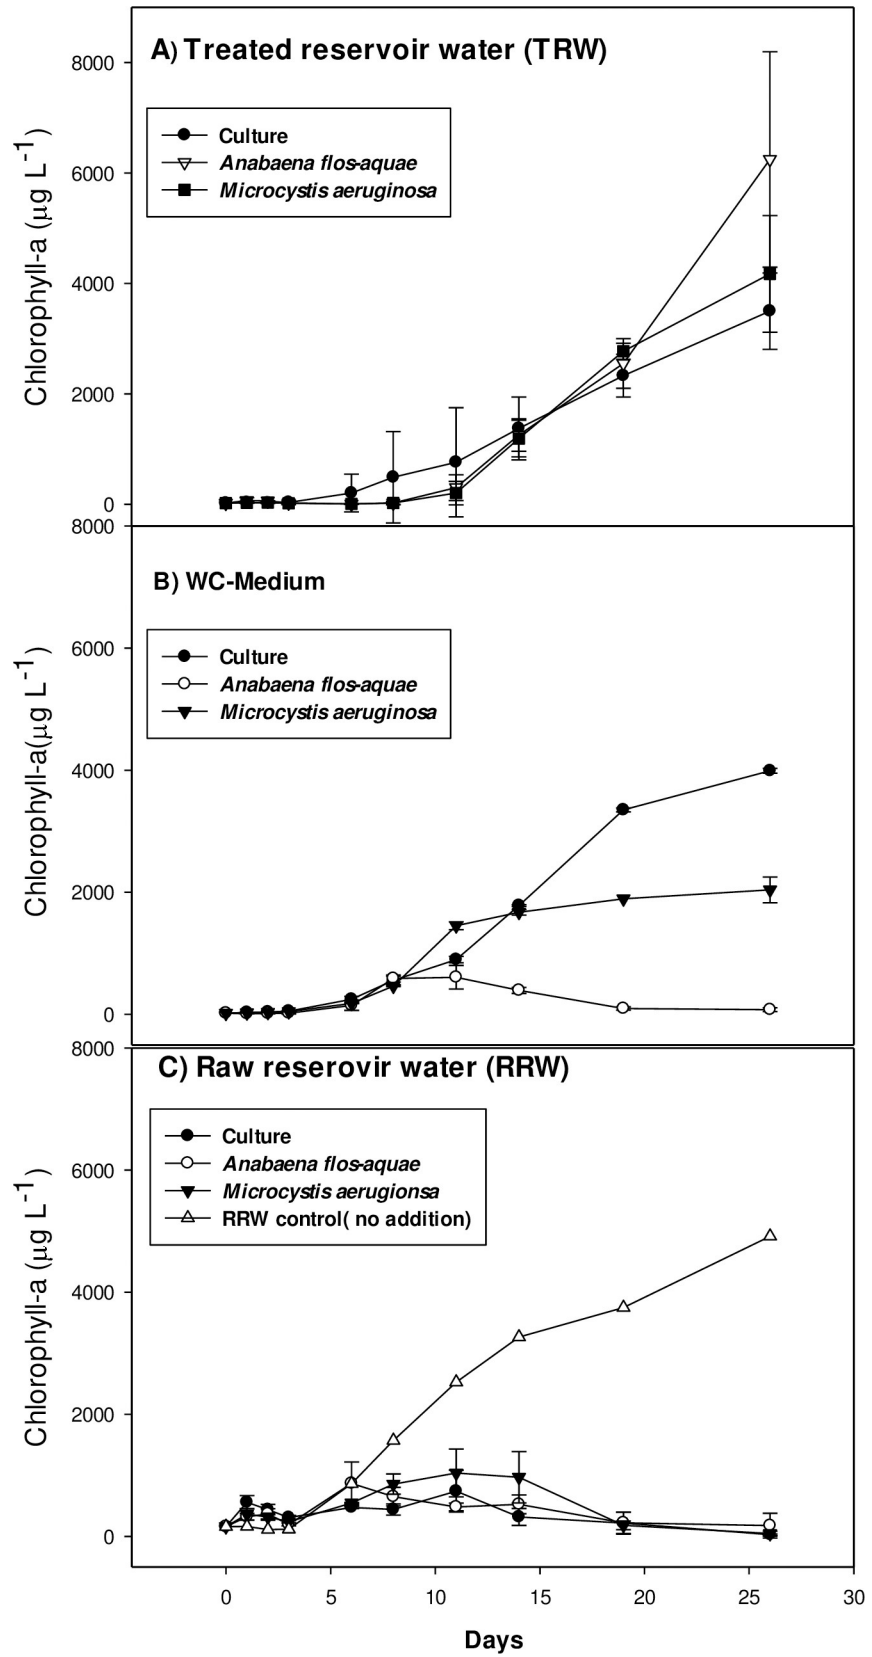 A) Treated reservoir water (TRW)
8000
6000
4000
2000
0
Chlorophyll-a (μg L⁻¹)
Culture
Anabaena flos-aquae
Microcystis aeruginosa
8000
6000
4000
2000
0
Chlorophyll-a(μg L⁻¹)
B) WC-Medium
Culture
Anabaena flos-aquae
Microcystis aeruginosa
8000
6000
4000
2000
0
Chlorophyll-a (μg L⁻¹)
C) Raw reserovir water (RRW)
Culture
Anabaena flos-aquae
Microcystis aerugionsa
RRW control( no addition)
0 5 10 15 20 25 30
Days